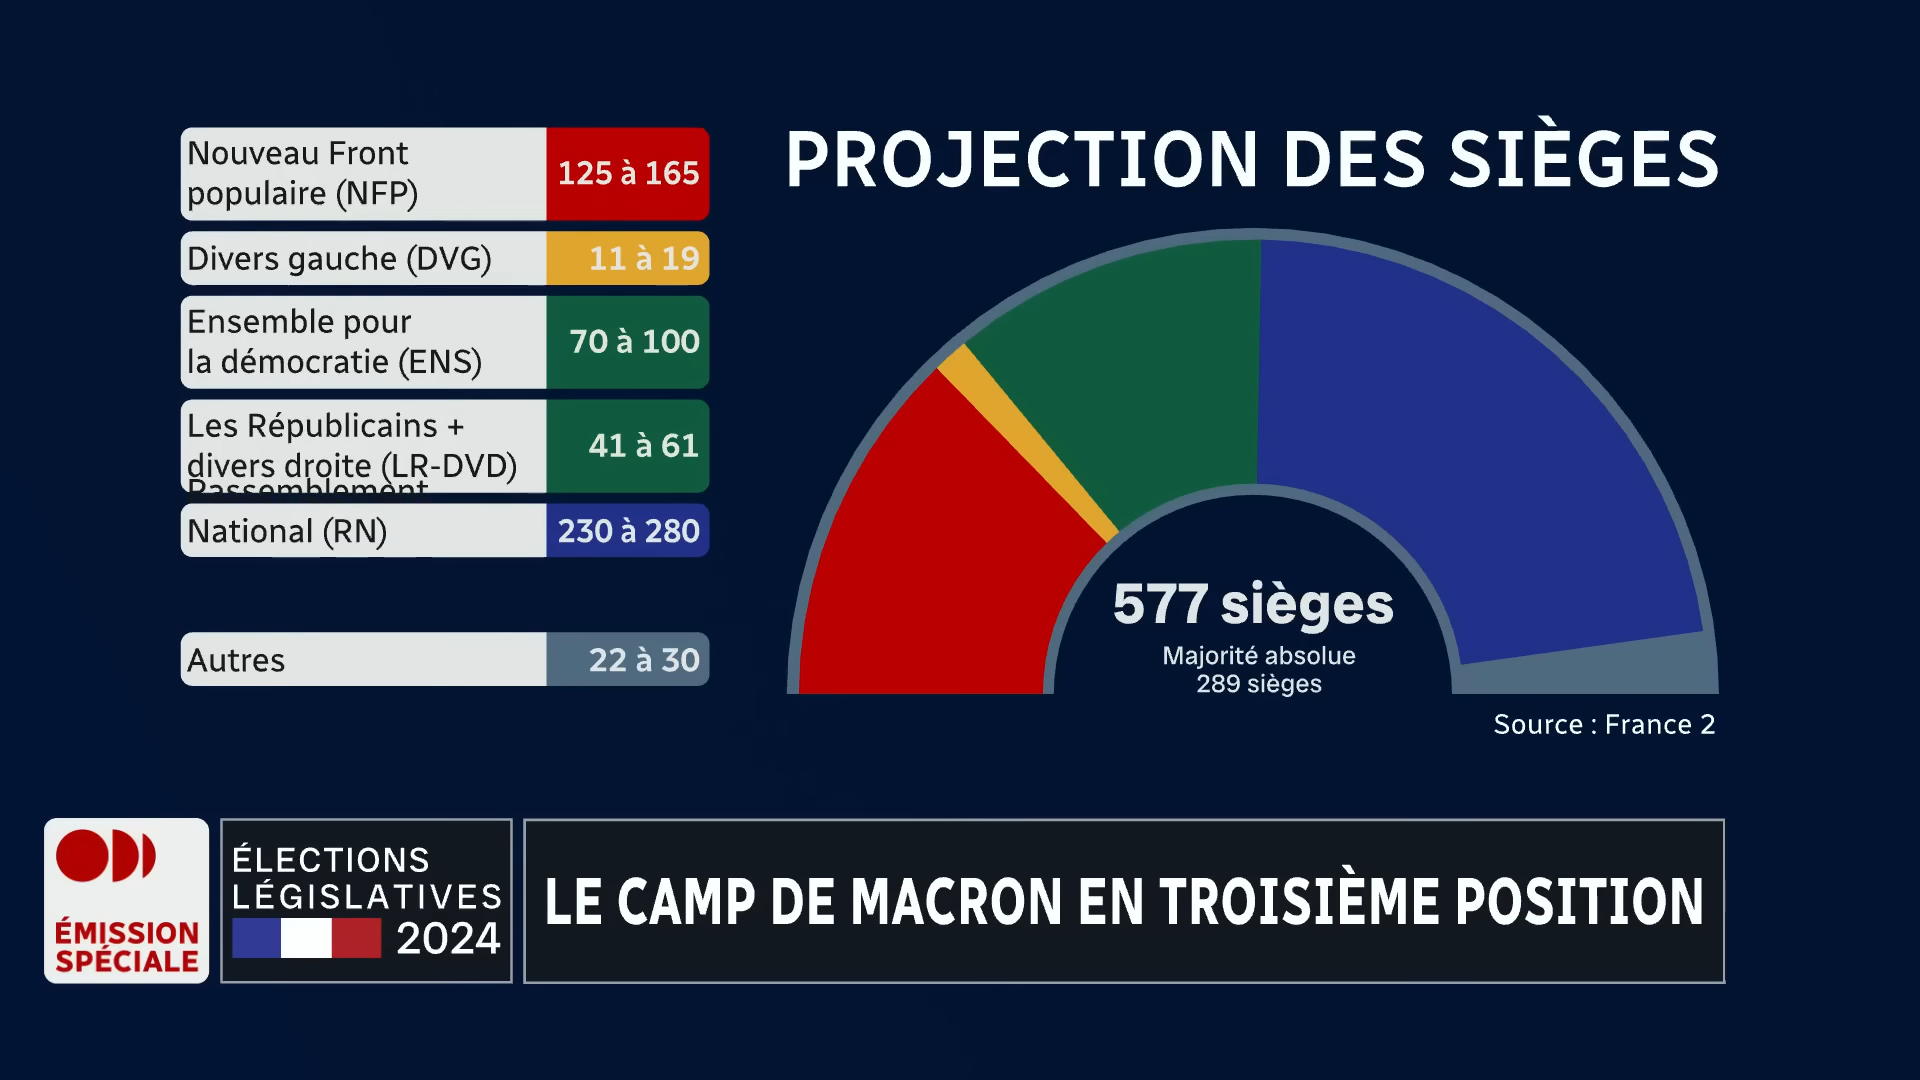 PROJECTION DES SIÈGES
Nouveau Front
populaire (NFP)
125 à 165
Divers gauche (DVG)
11 à 19
Ensemble pour
la démocratie (ENS)
70 à 100
Les Républicains +
divers droite (LR-DVD)
41 à 61
Rassemblement
National (RN)
230 à 280
Autres
22 à 30
577 sièges
Majorité absolue
289 sièges
Source : France 2
ÉMISSION
SPÉCIALE
ÉLECTIONS
LÉGISLATIVES
2024
LE CAMP DE MACRON EN TROISIÈME POSITION